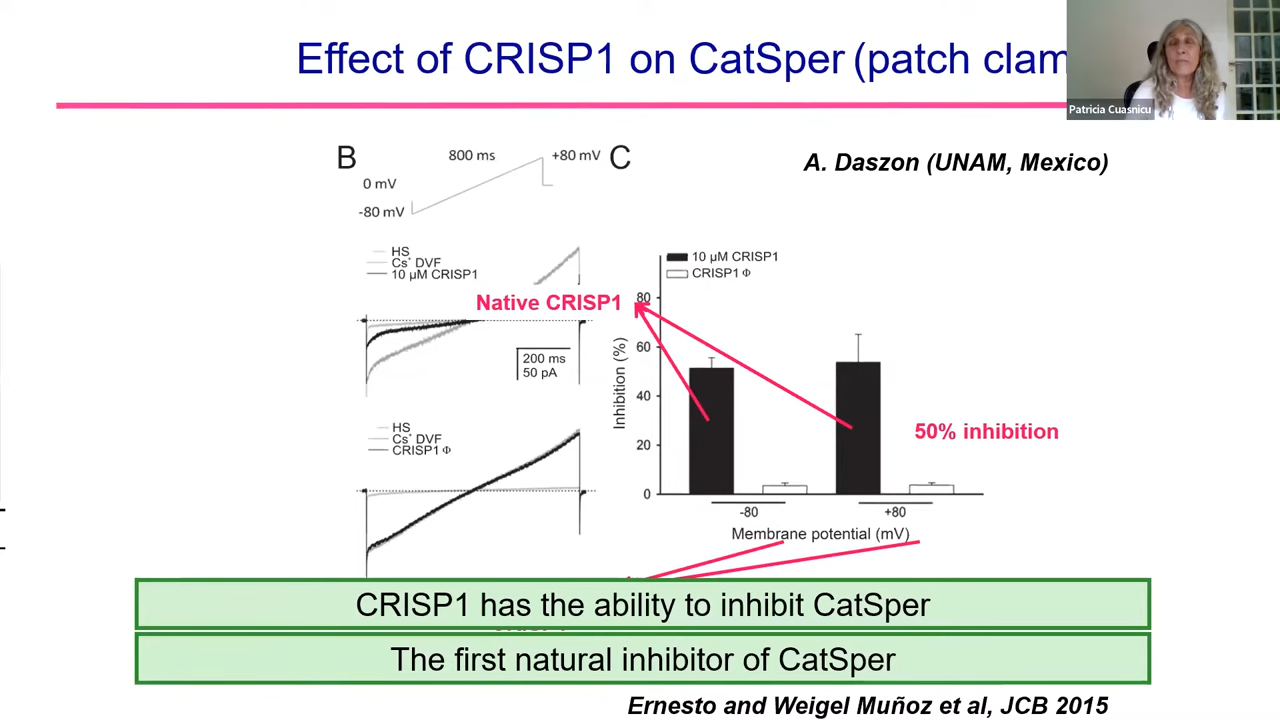 Effect of CRISP1 on CatSper (patch clam
Patricia Cuasnicu
B
800 ms
+80 mV
C
A. Daszon (UNAM, Mexico)
0 mV
-80 mV
HS
Cs⁺ DVF
10 µM CRISP1
10 µM CRISP1
CRISP1 Φ
Native CRISP1
200 ms
50 pA
HS
Cs⁺ DVF
CRISP1 Φ
Inhibition (%)
80
60
40
20
0
50% inhibition
-80
+80
Membrane potential (mV)
CRISP1 has the ability to inhibit CatSper
The first natural inhibitor of CatSper
Ernesto and Weigel Muñoz et al, JCB 2015